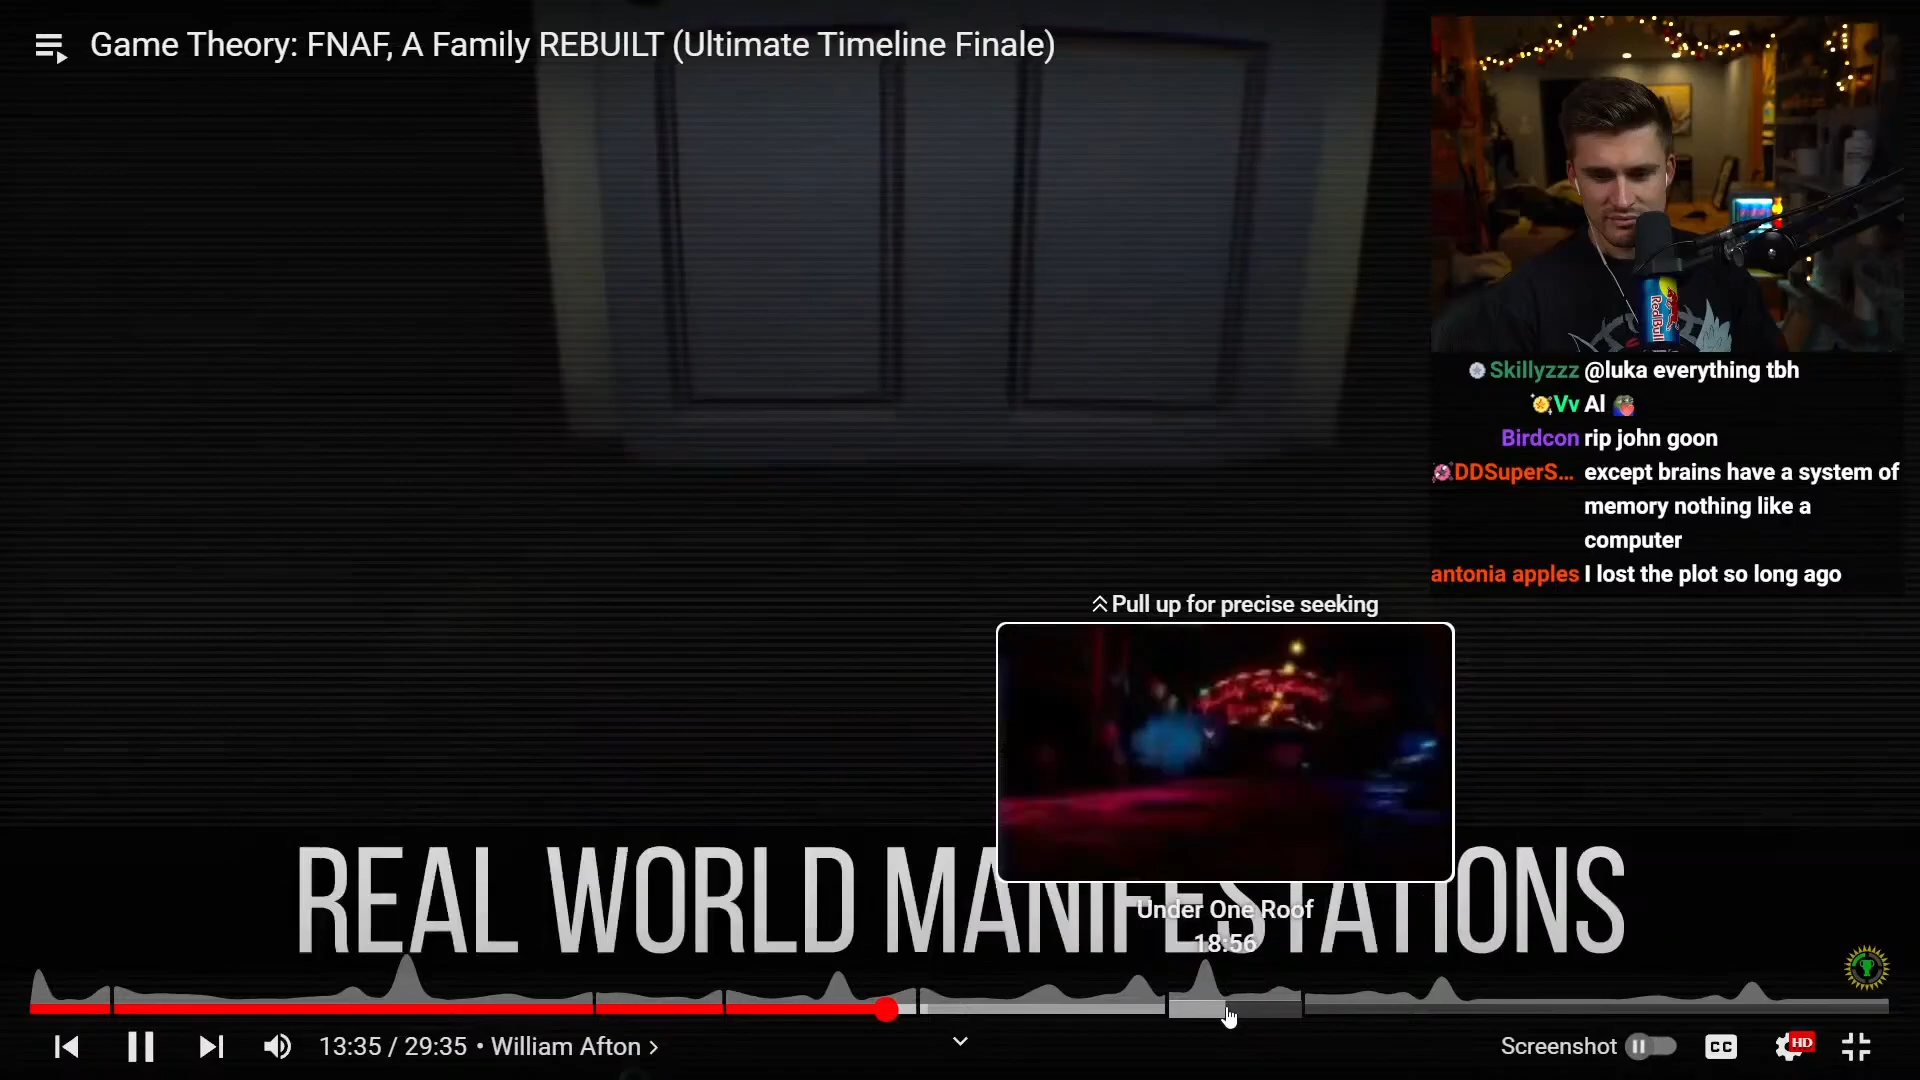 Game Theory: FNAF, A Family REBUILT (Ultimate Timeline Finale)
Skillyzzz @luka everything tbh
Vv Al
Birdcon rip john goon
DDSuperS... except brains have a system of
memory nothing like a
computer
antonia apples I lost the plot so long ago
Pull up for precise seeking
REAL WORLD MANIFESTATIONS
Under One Roof
18:56
13:35 / 29:35 • William Afton
Screenshot
CC
HD
RedBull